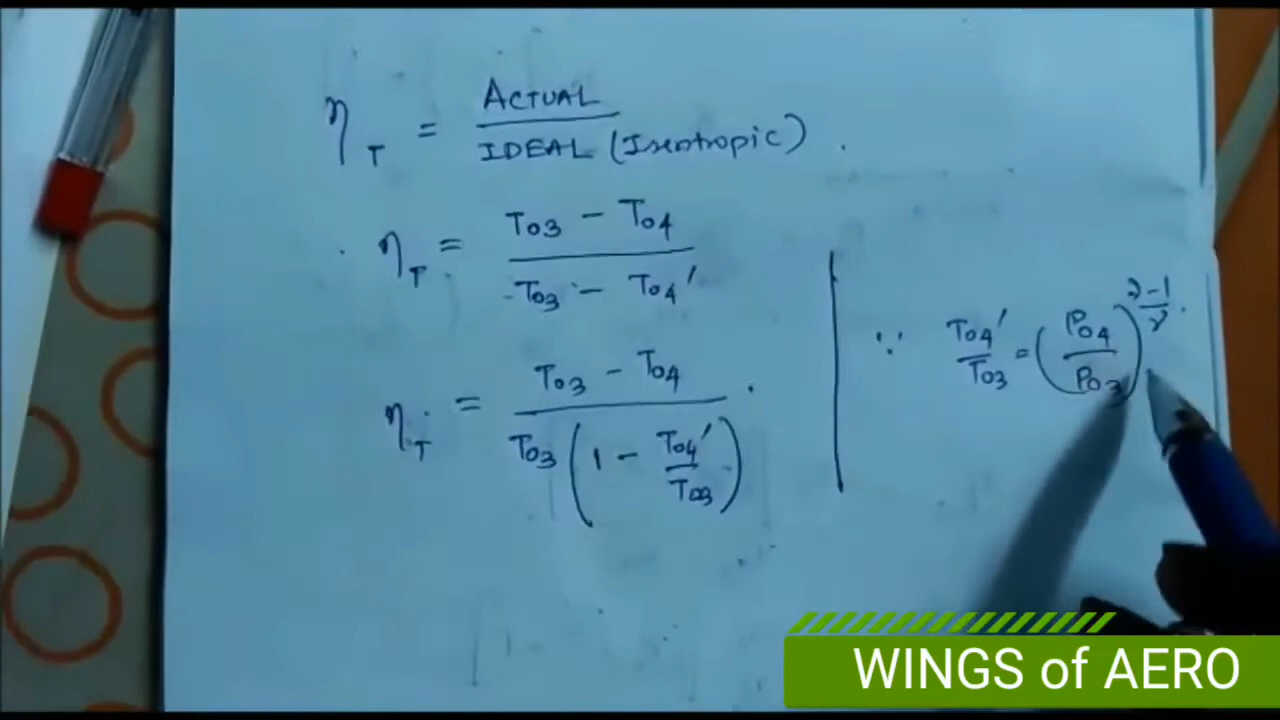 η_T = ACTUAL / IDEAL (Isentropic).
η_T = T03 - T04 / T03 - T04'
η_T = T03 - T04 / T03 (1 - T04'/T03).
∵ T04'/T03 = (P04/P03)^(γ-1/γ).
WINGS of AERO